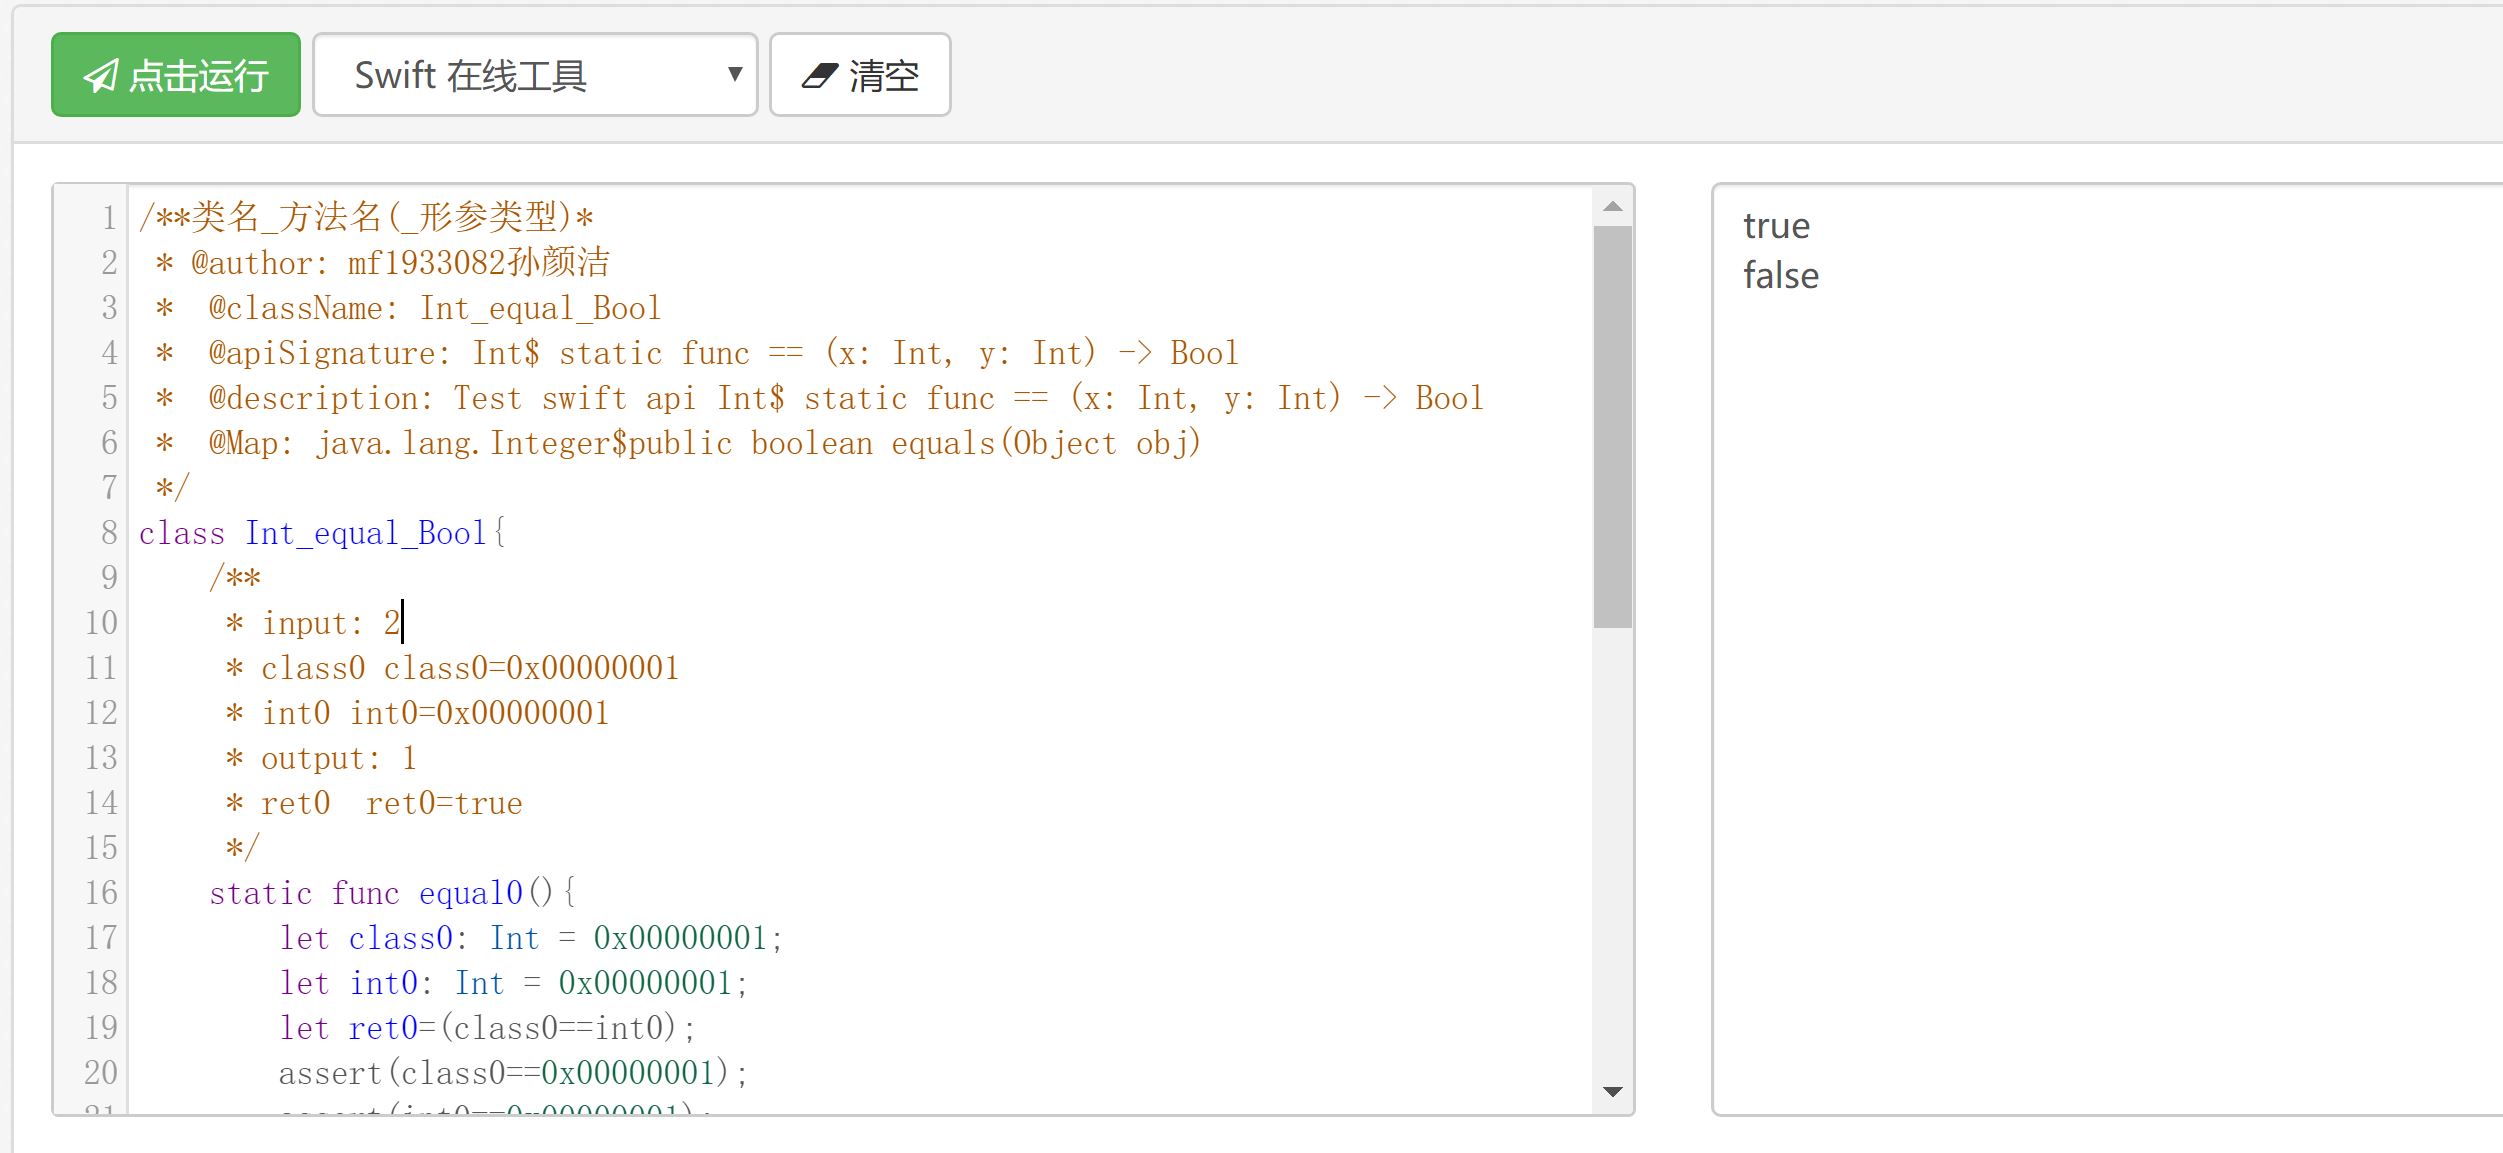 点击运行 Swift 在线工具 清空
1 /**类名_方法名(_形参类型)*
2  * @author: mf1933082孙颜洁
3  *  @className: Int_equal_Bool
4  *  @apiSignature: Int$ static func == (x: Int, y: Int) -> Bool
5  *  @description: Test swift api Int$ static func == (x: Int, y: Int) -> Bool
6  *  @Map: java.lang.Integer$public boolean equals(Object obj)
7  */
8 class Int_equal_Bool{
9     /**
10      * input: 2
11      * class0 class0=0x00000001
12      * int0 int0=0x00000001
13      * output: 1
14      * ret0  ret0=true
15      */
16     static func equal0(){
17         let class0: Int = 0x00000001;
18         let int0: Int = 0x00000001;
19         let ret0=(class0==int0);
20         assert(class0==0x00000001);
21         assert(int0==0x00000001);
true
false